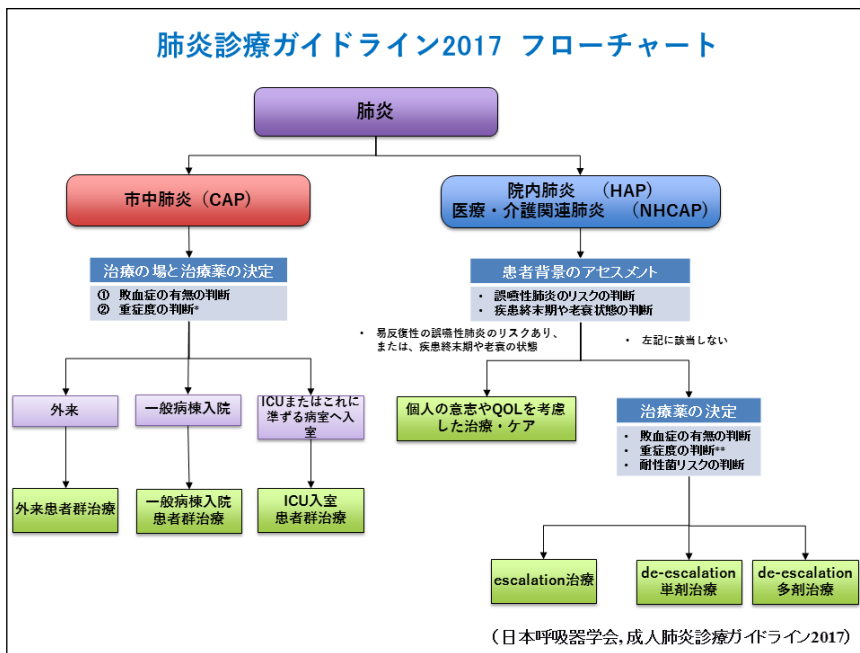 肺炎診療ガイドライン2017 フローチャート
肺炎
市中肺炎（CAP）
院内肺炎 （HAP）
医療・介護関連肺炎 （NHCAP）
治療の場と治療薬の決定
① 敗血症の有無の判断
② 重症度の判断*
患者背景のアセスメント
・ 誤嚥性肺炎のリスクの判断
・ 疾患終末期や老衰状態の判断
・ 易反復性の誤嚥性肺炎のリスクあり、
または、疾患終末期や老衰の状態
・ 左記に該当しない
外来
一般病棟入院
ICUまたはこれに
準ずる病室へ入
室
個人の意志やQOLを考慮
した治療・ケア
治療薬の決定
・ 敗血症の有無の判断
・ 重症度の判断**
・ 耐性菌リスクの判断
外来患者群治療
一般病棟入院
患者群治療
ICU入室
患者群治療
escalation治療
de-escalation
単剤治療
de-escalation
多剤治療
（日本呼吸器学会, 成人肺炎診療ガイドライン2017）